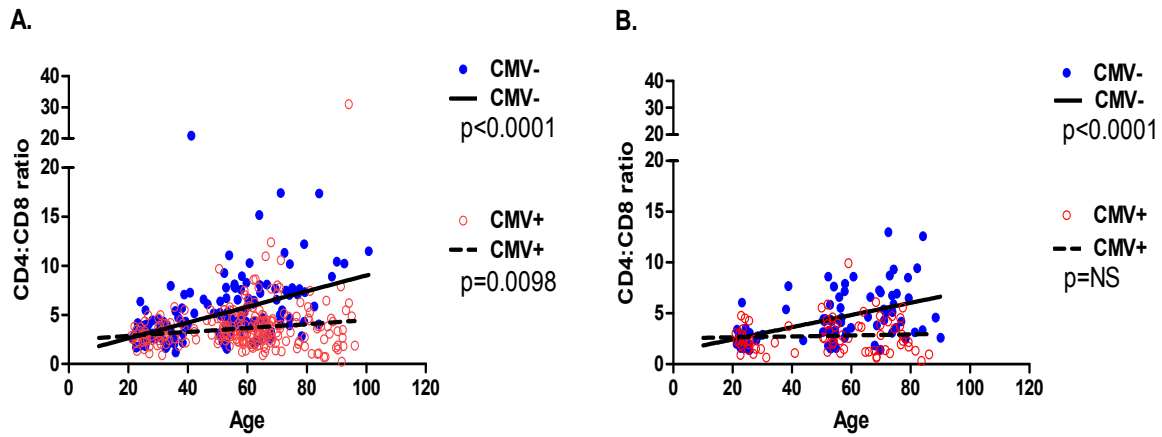 A.
CD4:CD8 ratio
40
30
20
20
15
10
5
0
0 20 40 60 80 100 120
Age
CMV-
CMV-
p<0.0001
CMV+
CMV+
p=0.0098
B.
CD4:CD8 ratio
40
30
20
20
15
10
5
0
0 20 40 60 80 100 120
Age
CMV-
CMV-
p<0.0001
CMV+
CMV+
p=NS